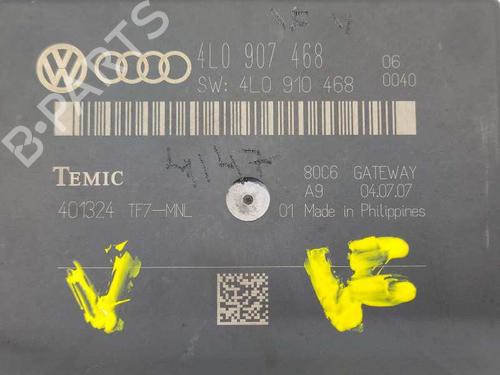 4L0 907 468 06
SW: 4L0 910 468 0040
B-PARTS
4147
TEMIC
80C6 GATEWAY
A9 04.07.07
401324 TF7-MNL 01 Made in Philippines
V